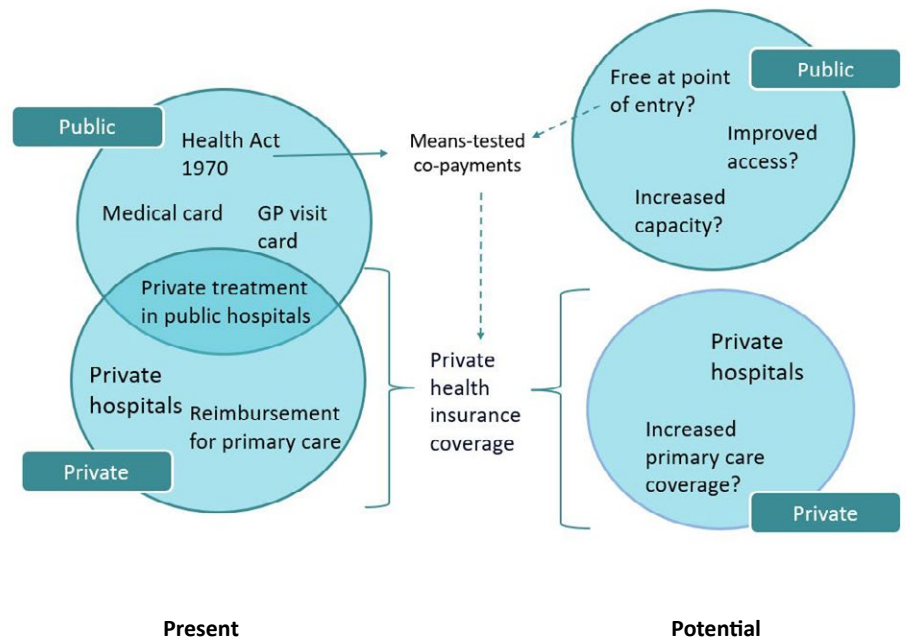 Public
Health Act
1970
Medical card
GP visit
card
Private treatment
in public hospitals
Private
hospitals
Reimbursement
for primary care
Private
Means-tested
co-payments
Private
health
insurance
coverage
Public
Free at point
of entry?
Improved
access?
Increased
capacity?
Private
hospitals
Increased
primary care
coverage?
Private
Present
Potential